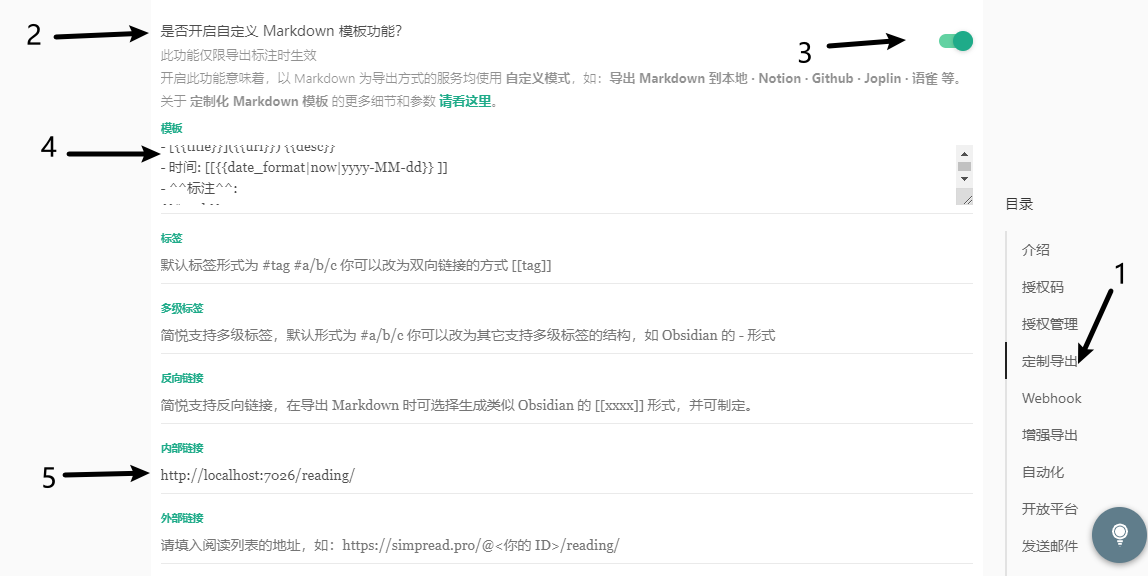 2
是否开启自定义 Markdown 模板功能?
3
此功能仅限导出标注时生效
开启此功能意味着，以 Markdown 为导出方式的服务均使用 自定义模式，如：导出 Markdown 到本地 · Notion · Github · Joplin · 语雀 等。
关于 定制化 Markdown 模板 的更多细节和参数 请看这里。
模板
4
- [{{title}}]({{url}}) {{desc}}
- 时间: [[{{date_format|now|yyyy-MM-dd}} ]]
- ^^标注^^:
标签
默认标签形式为 #tag #a/b/c 你可以改为双向链接的方式 [[tag]]
多级标签
简悦支持多级标签，默认形式为 #a/b/c 你可以改为其它支持多级标签的结构，如 Obsidian 的 - 形式
反向链接
简悦支持反向链接，在导出 Markdown 时可选择生成类似 Obsidian 的 [[xxxx]] 形式，并可制定。
内部链接
5
http://localhost:7026/reading/
外部链接
请填入阅读列表的地址，如：https://simpread.pro/@<你的 ID>/reading/
目录
介绍
1
授权码
授权管理
定制导出
Webhook
增强导出
自动化
开放平台
发送邮件